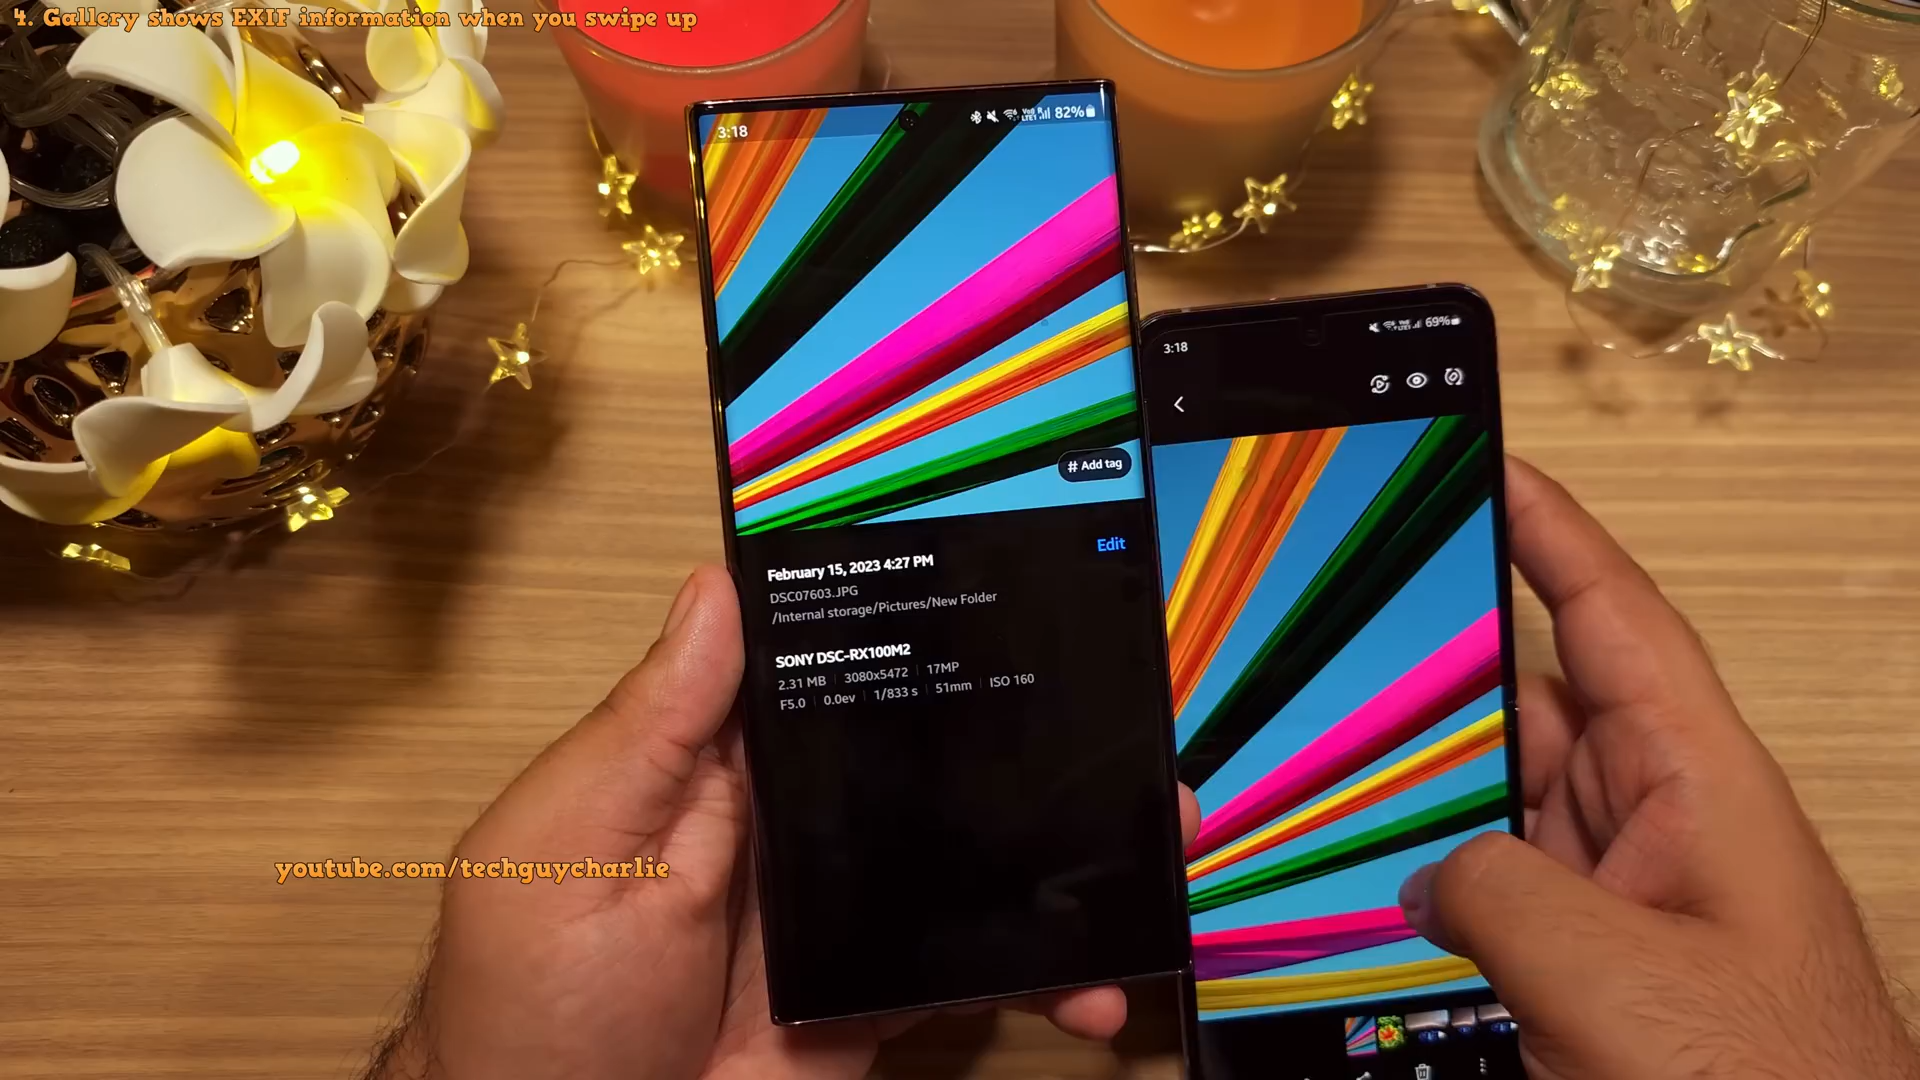 4. Gallery shows EXIF information when you swipe up
3:18
82%
# Add tag
Edit
February 15, 2023 4:27 PM
DSC07603.JPG
/Internal storage/Pictures/New Folder
SONY DSC-RX100M2
2.31 MB 3080x5472 17MP
F5.0 0.0ev 1/833 s 51mm ISO 160
3:18
69%
youtube.com/techguycharlie